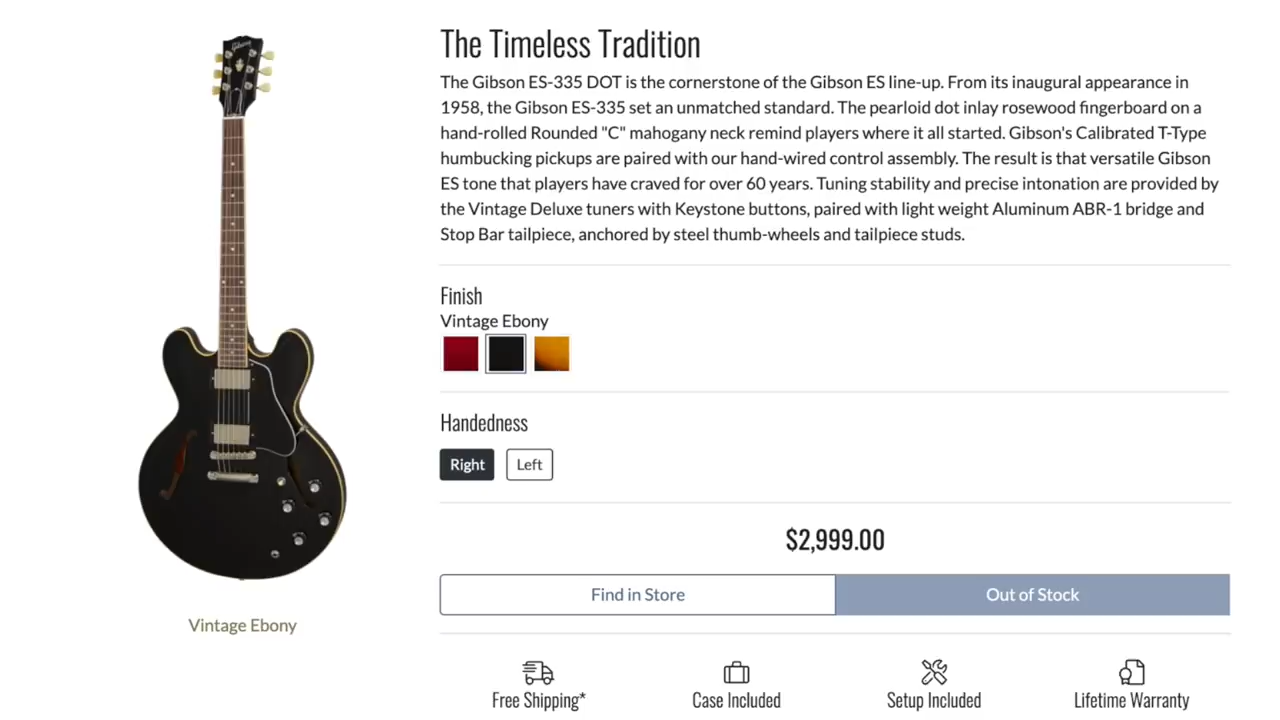 Gibson
The Timeless Tradition
The Gibson ES-335 DOT is the cornerstone of the Gibson ES line-up. From its inaugural appearance in
1958, the Gibson ES-335 set an unmatched standard. The pearloid dot inlay rosewood fingerboard on a
hand-rolled Rounded "C" mahogany neck remind players where it all started. Gibson's Calibrated T-Type
humbucking pickups are paired with our hand-wired control assembly. The result is that versatile Gibson
ES tone that players have craved for over 60 years. Tuning stability and precise intonation are provided by
the Vintage Deluxe tuners with Keystone buttons, paired with light weight Aluminum ABR-1 bridge and
Stop Bar tailpiece, anchored by steel thumb-wheels and tailpiece studs.
Finish
Vintage Ebony
Handedness
Right Left
$2,999.00
Find in Store Out of Stock
Vintage Ebony
Free Shipping* Case Included Setup Included Lifetime Warranty